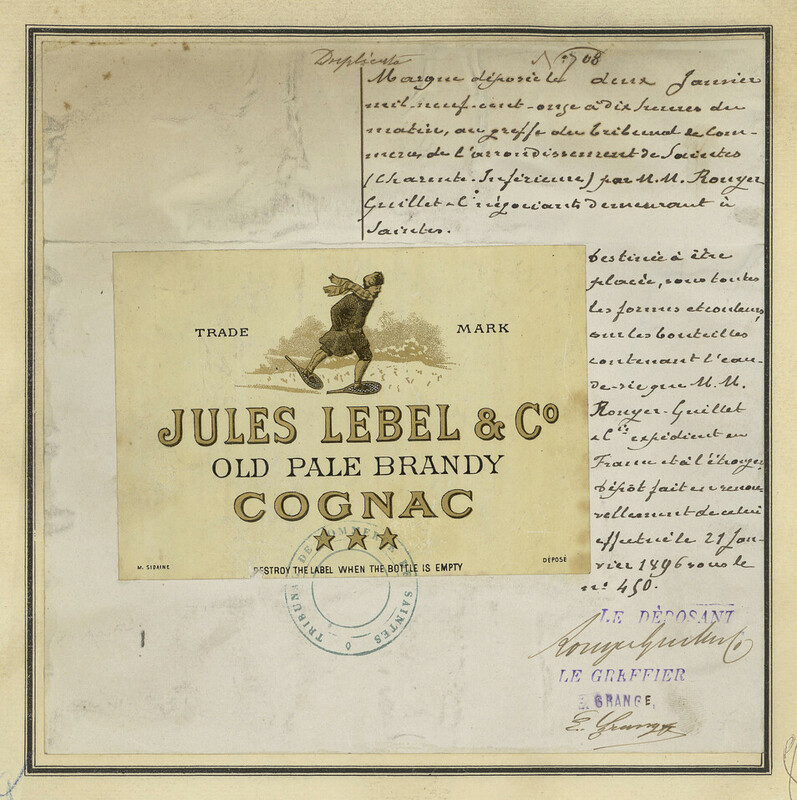 Duplicata
N° 1708
Marque déposée le deux Janvier
mil-neuf-cent-onze à dix heures du
matin, au greffe du tribunal de Com-
merce de l'arrondissement de Saintes
(Charente-Inférieure) par M.M. Rouyer
Guillet & Cie négociants demeurant à
Saintes.
Destinée à être
placée, sous toutes
les formes et couleurs,
sur les bouteilles
contenant l'eau-
de-vie que M.M.
Rouyer-Guillet
& Cie expédient en
France et à l'étranger.
Dépôt fait en renou-
vellement de celui
effectué le 21 Jan-
vier 1896 sous le
n° 450.
TRADE MARK
JULES LEBEL & Co
OLD PALE BRANDY
COGNAC
M. SIDAINE
DÉPOSÉ
DESTROY THE LABEL WHEN THE BOTTLE IS EMPTY
TRIBUNAL DE COMMERCE DE SAINTES
LE DÉPOSANT
Rouyer Guillet & Co
LE GREFFIER
E. GRANGE,
E. Grange